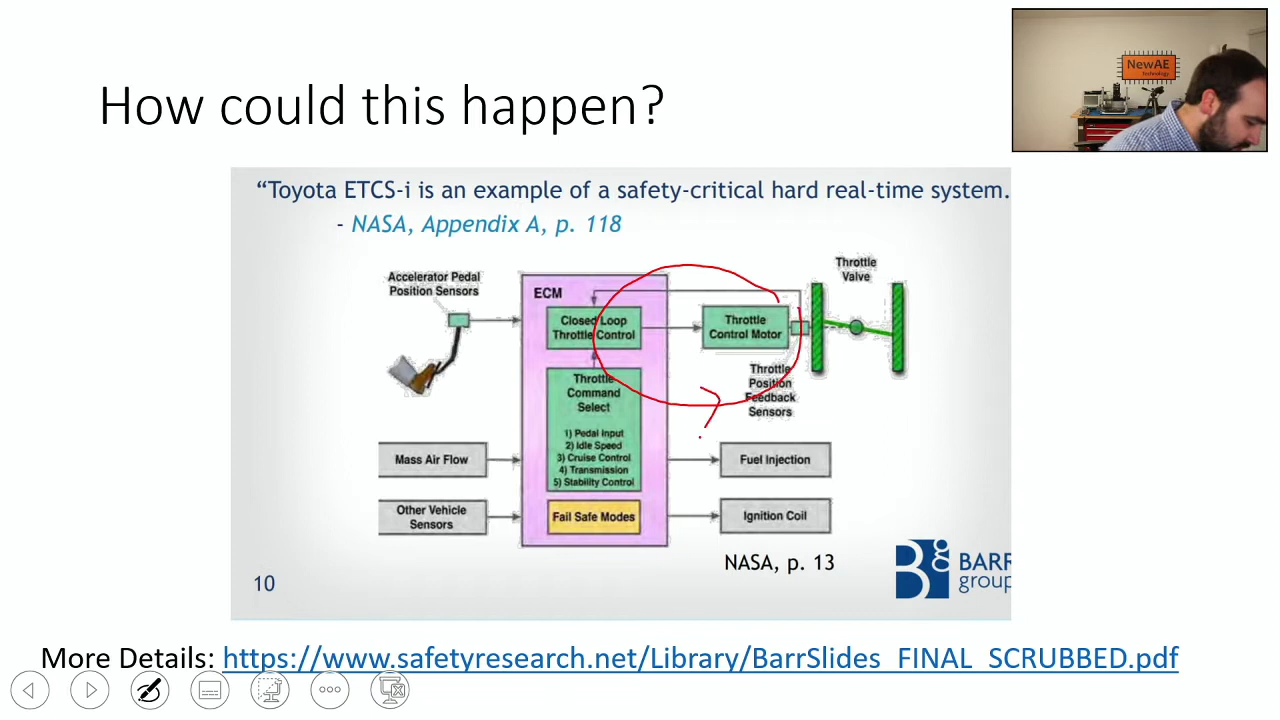 How could this happen?
NewAE
Technology
“Toyota ETCS-i is an example of a safety-critical hard real-time system.
- NASA, Appendix A, p. 118
Accelerator Pedal
Position Sensors
ECM
Closed Loop
Throttle Control
Throttle
Command
Select
1) Pedal Input
2) Idle Speed
3) Cruise Control
4) Transmission
5) Stability Control
Fail Safe Modes
Throttle
Control Motor
Throttle
Valve
Throttle
Position
Feedback
Sensors
Mass Air Flow
Other Vehicle
Sensors
Fuel Injection
Ignition Coil
NASA, p. 13
10
BARR
group
More Details: https://www.safetyresearch.net/Library/BarrSlides_FINAL_SCRUBBED.pdf